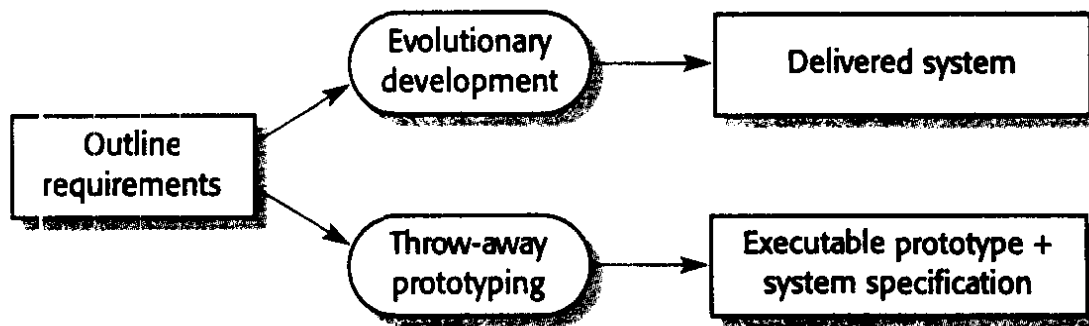 Evolutionary
development
Delivered system
Outline
requirements
Throw-away
prototyping
Executable prototype +
system specification